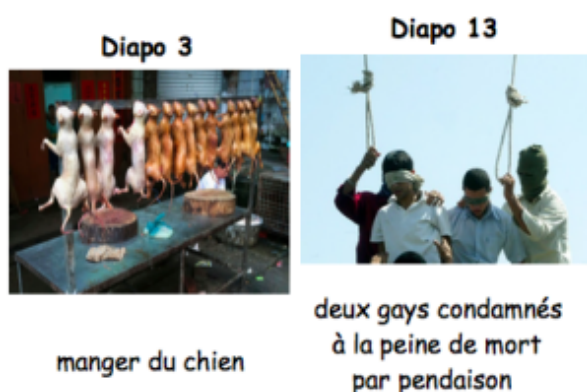 Diapo 3
manger du chien
Diapo 13
deux gays condamnés
à la peine de mort
par pendaison